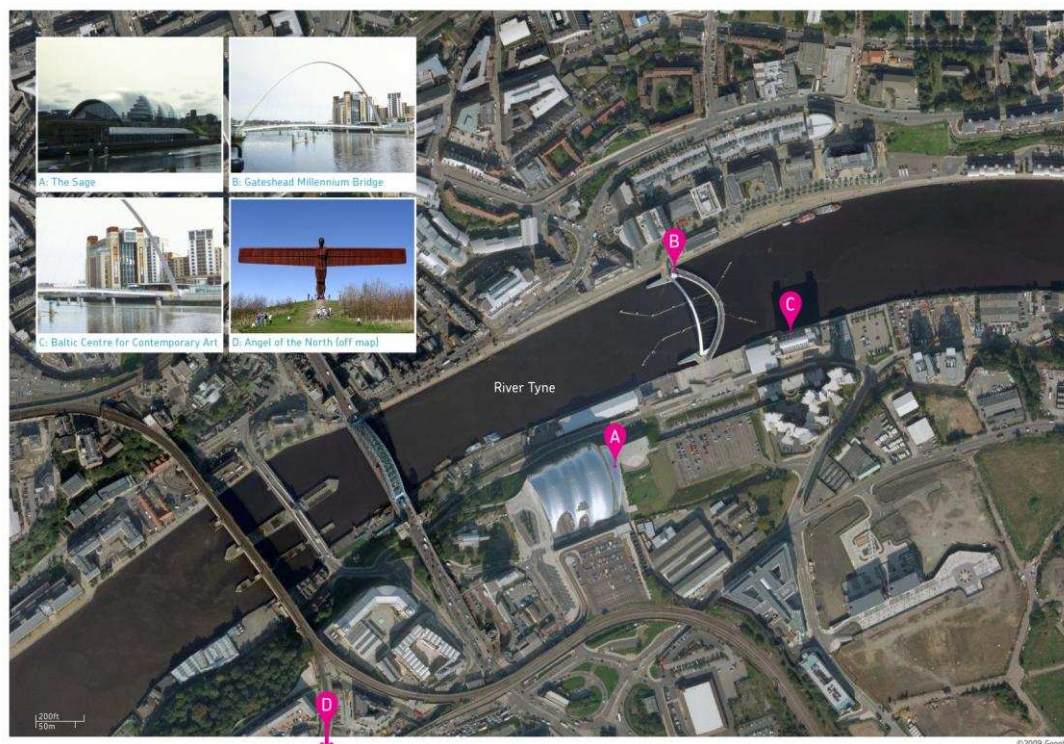 A: The Sage
B: Gateshead Millennium Bridge
C: Baltic Centre for Contemporary Art
D: Angel of the North (off map)
B
C
River Tyne
A
D
200ft
50m